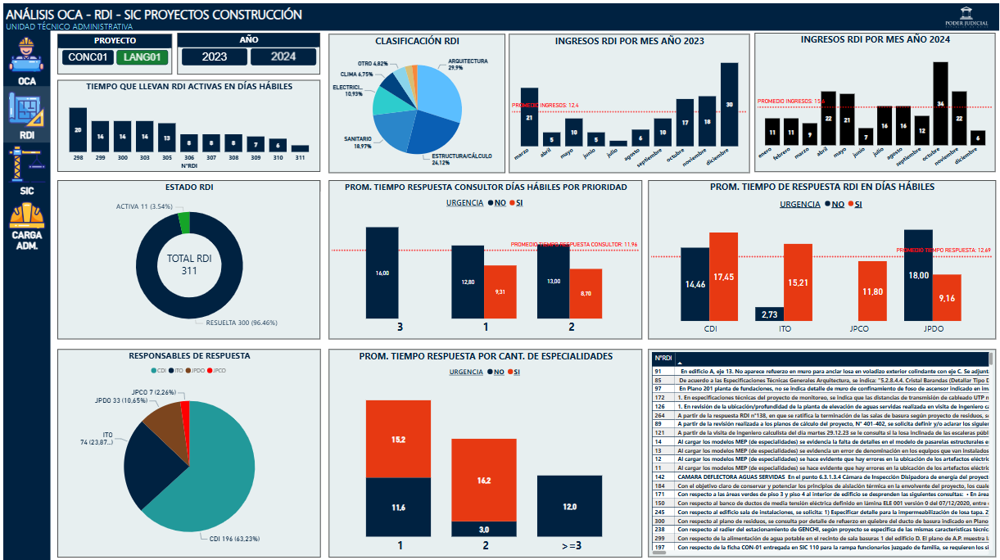 ANÁLISIS OCA - RDI - SIC PROYECTOS CONSTRUCCIÓN
UNIDAD TÉCNICO ADMINISTRATIVA
PODER JUDICIAL
OCA
RDI
SIC
CARGA
ADM.
PROYECTO
CONC01 LANG01
AÑO
2023 2024
TIEMPO QUE LLEVAN RDI ACTIVAS EN DÍAS HÁBILES
20 14 14 14 13 8 8 8 7 6
298 299 300 303 305 306 307 308 309 310 311
N°RDI
CLASIFICACIÓN RDI
OTRO 4,82%
CLIMA 6,75%
ELECTRICI...
10,93%
SANITARIO
18,97%
ARQUITECTURA
29,9%
ESTRUCTURA/CÁLCULO
24,12%
INGRESOS RDI POR MES AÑO 2023
PROMEDIO INGRESOS: 12.4
21 5 10 5 6 10 17 18 30
marzo abril mayo junio julio agosto septiembre octubre noviembre diciembre
INGRESOS RDI POR MES AÑO 2024
PROMEDIO INGRESOS:
11 11 9 22 21 7 16 16 12 34 22 6
enero febrero marzo abril mayo junio julio agosto septiembre octubre noviembre diciembre
ESTADO RDI
ACTIVA 11 (3.54%)
TOTAL RDI
311
RESUELTA 300 (96.46%)
PROM. TIEMPO RESPUESTA CONSULTOR DÍAS HÁBILES POR PRIORIDAD
URGENCIA NO SI
PROMEDIO TIEMPO RESPUESTA CONSULTOR: 11.96
16,00 12,80 9,31 13,00 8,70
3 1 2
PROM. TIEMPO DE RESPUESTA RDI EN DÍAS HÁBILES
URGENCIA NO SI
PROMEDIO TIEMPO RESPUESTA: 12,69
14,46 17,45 2,73 15,21 11,80 18,00 9,16
CDI ITO JPCO JPDO
RESPONSABLES DE RESPUESTA
CDI ITO JPDO JPCO
JPCO 7 (2,26%)
JPDO 33 (10,65%)
ITO
74 (23,87...)
CDI 196 (63,23%)
PROM. TIEMPO RESPUESTA POR CANT. DE ESPECIALIDADES
URGENCIA NO SI
15.2 11.6 16,2 3,0 12.0
1 2 >=3
N°RDI
91 En edificio A, eje 13. No aparece refuerzo en muro para anclar losa en voladizo exterior colindante con eje C. Se adjunt
85 De acuerdo a las Especificaciones Técnicas Generales Arquitectura, se indica: "5.2.8.4.4. Cristal Barandas (Detallar Tipo D
97 En Plano 201 planta de fundaciones, no se indica detalle de muro de confinamiento de foso de ascensor indicado en im
172 1. En especificaciones técnicas del proyecto de monitoreo, se indica que las distancias de transmisión de cableado UTP n
126 1. En revisión de la ubicación/profundidad de la planta de elevación de aguas servidas realizada en visita de ingeniero c
264 A partir de la respuesta RDI n°138, en que se ratifica la terminación de las salas de basura según proyecto de residuos, s
89 A partir de la revisión realizada a los planos de cálculo del proyecto, N° 401-402, se solicita definir y/o aclarar los siguien
121 A partir de la visita de ingeniero calculista del dia martes 29.12.23 se le consulta si la losa inclinada de las escaleras públi
14 Al cargar los modelos MEP (de especialidades) se evidencia la falta de detalles en el modelo de pasarelas estructurales e
13 Al cargar los modelos MEP (de especialidades) se evidencia un error de denominación en los equipos que van instalados
12 Al cargar los modelos MEP (de especialidades) se hace evidente que hay errores en la ubicación de los artefactos eléctric
11 Al cargar los modelos MEP (de especialidades) se hace evidente que hay errores en la ubicación de los artefactos eléctric
142 CAMARA DEFLECTORA AGUAS SERVIDAS En el punto 6.3.1.3.4 Cámara de Inspección Disipadora de energía del proyect
184 Con el objetivo claro de conservar y potenciar los principios de aislación térmica en la envolvente del proyecto, los cuale
171 Con respecto a las áreas verdes de piso 3 y piso 4 al interior de edificio se desprenden las siguientes consultas: • En área
150 Con respecto al banco de ductos de media tensión eléctrica definido en lámina ELE 001 versión 0 del 07/12/2020, entre
245 Con respecto al edificio sala de instalaciones, se solicita: 1) Especificar detalle para la impermeabilización de losa tapa. 2
300 Con respecto al plano de residuos, se consulta por detalle de refuerzo en quiebre del ducto de basura indicado en Plano
238 Con respecto al radier del estacionamiento de GENCHI, según proyecto se especifica de las mismas características técnic
299 Con respecto de la alimentación de agua potable en el recinto de sala basuras 1 del edificio D. El plano de A.P. muestra l
197 Con respecto de la ficha CON-01 entregada en SIC 110 para la rampa funcionarios juzgado de familia, se requieren los si